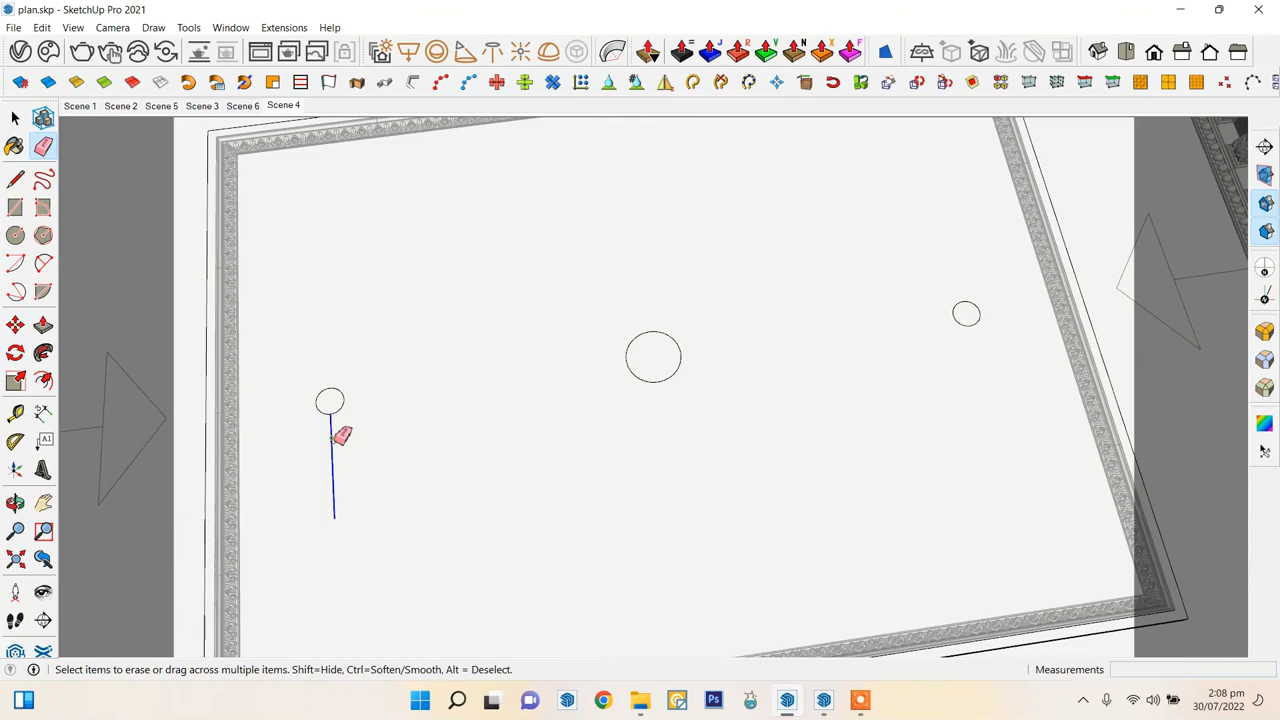 plan.skp - SketchUp Pro 2021
File Edit View Camera Draw Tools Window Extensions Help
Scene 1 Scene 2 Scene 5 Scene 3 Scene 6 Scene 4
A1
Select items to erase or drag across multiple items. Shift=Hide, Ctrl=Soften/Smooth, Alt = Deselect.
Measurements
Ps
2:08 pm
30/07/2022